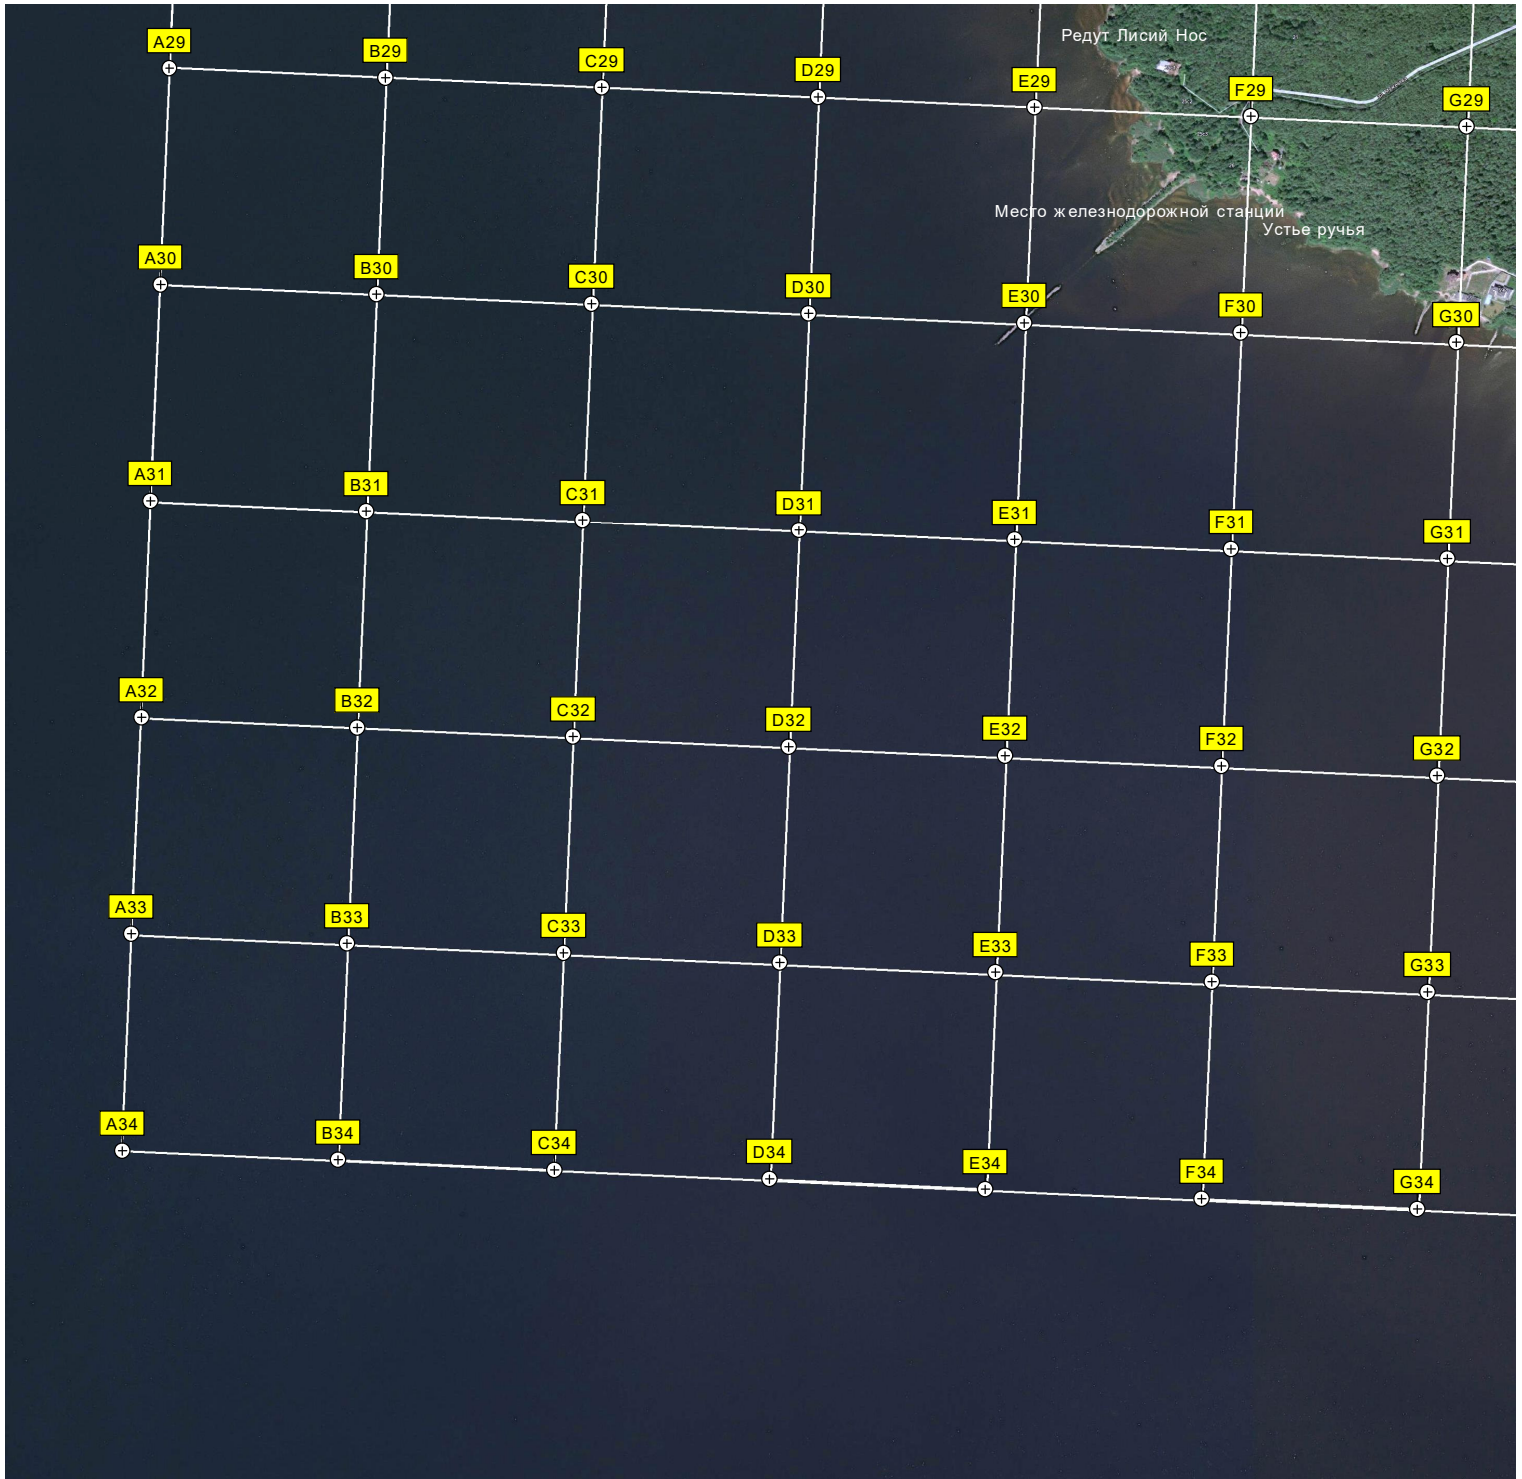 Редут Лисий Нос
A29
B29
C29
D29
E29
F29
G29
Место железнодорожной станции
Устье ручья
A30
B30
C30
D30
E30
F30
G30
A31
B31
C31
D31
E31
F31
G31
A32
B32
C32
D32
E32
F32
G32
A33
B33
C33
D33
E33
F33
G33
A34
B34
C34
D34
E34
F34
G34